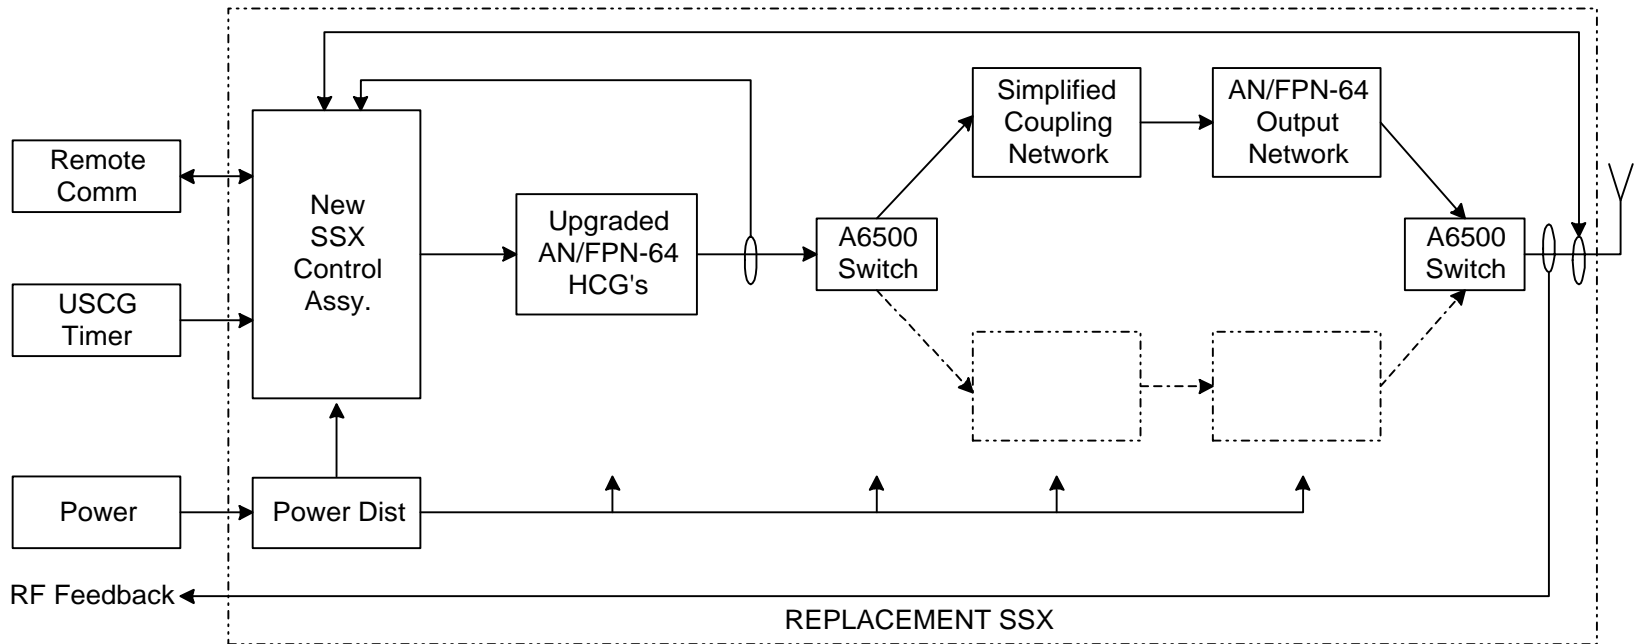 Remote
Comm
USCG
Timer
Power
RF Feedback
New
SSX
Control
Assy.
Power Dist
Upgraded
AN/FPN-64
HCG's
A6500
Switch
Simplified
Coupling
Network
AN/FPN-64
Output
Network
A6500
Switch
REPLACEMENT SSX